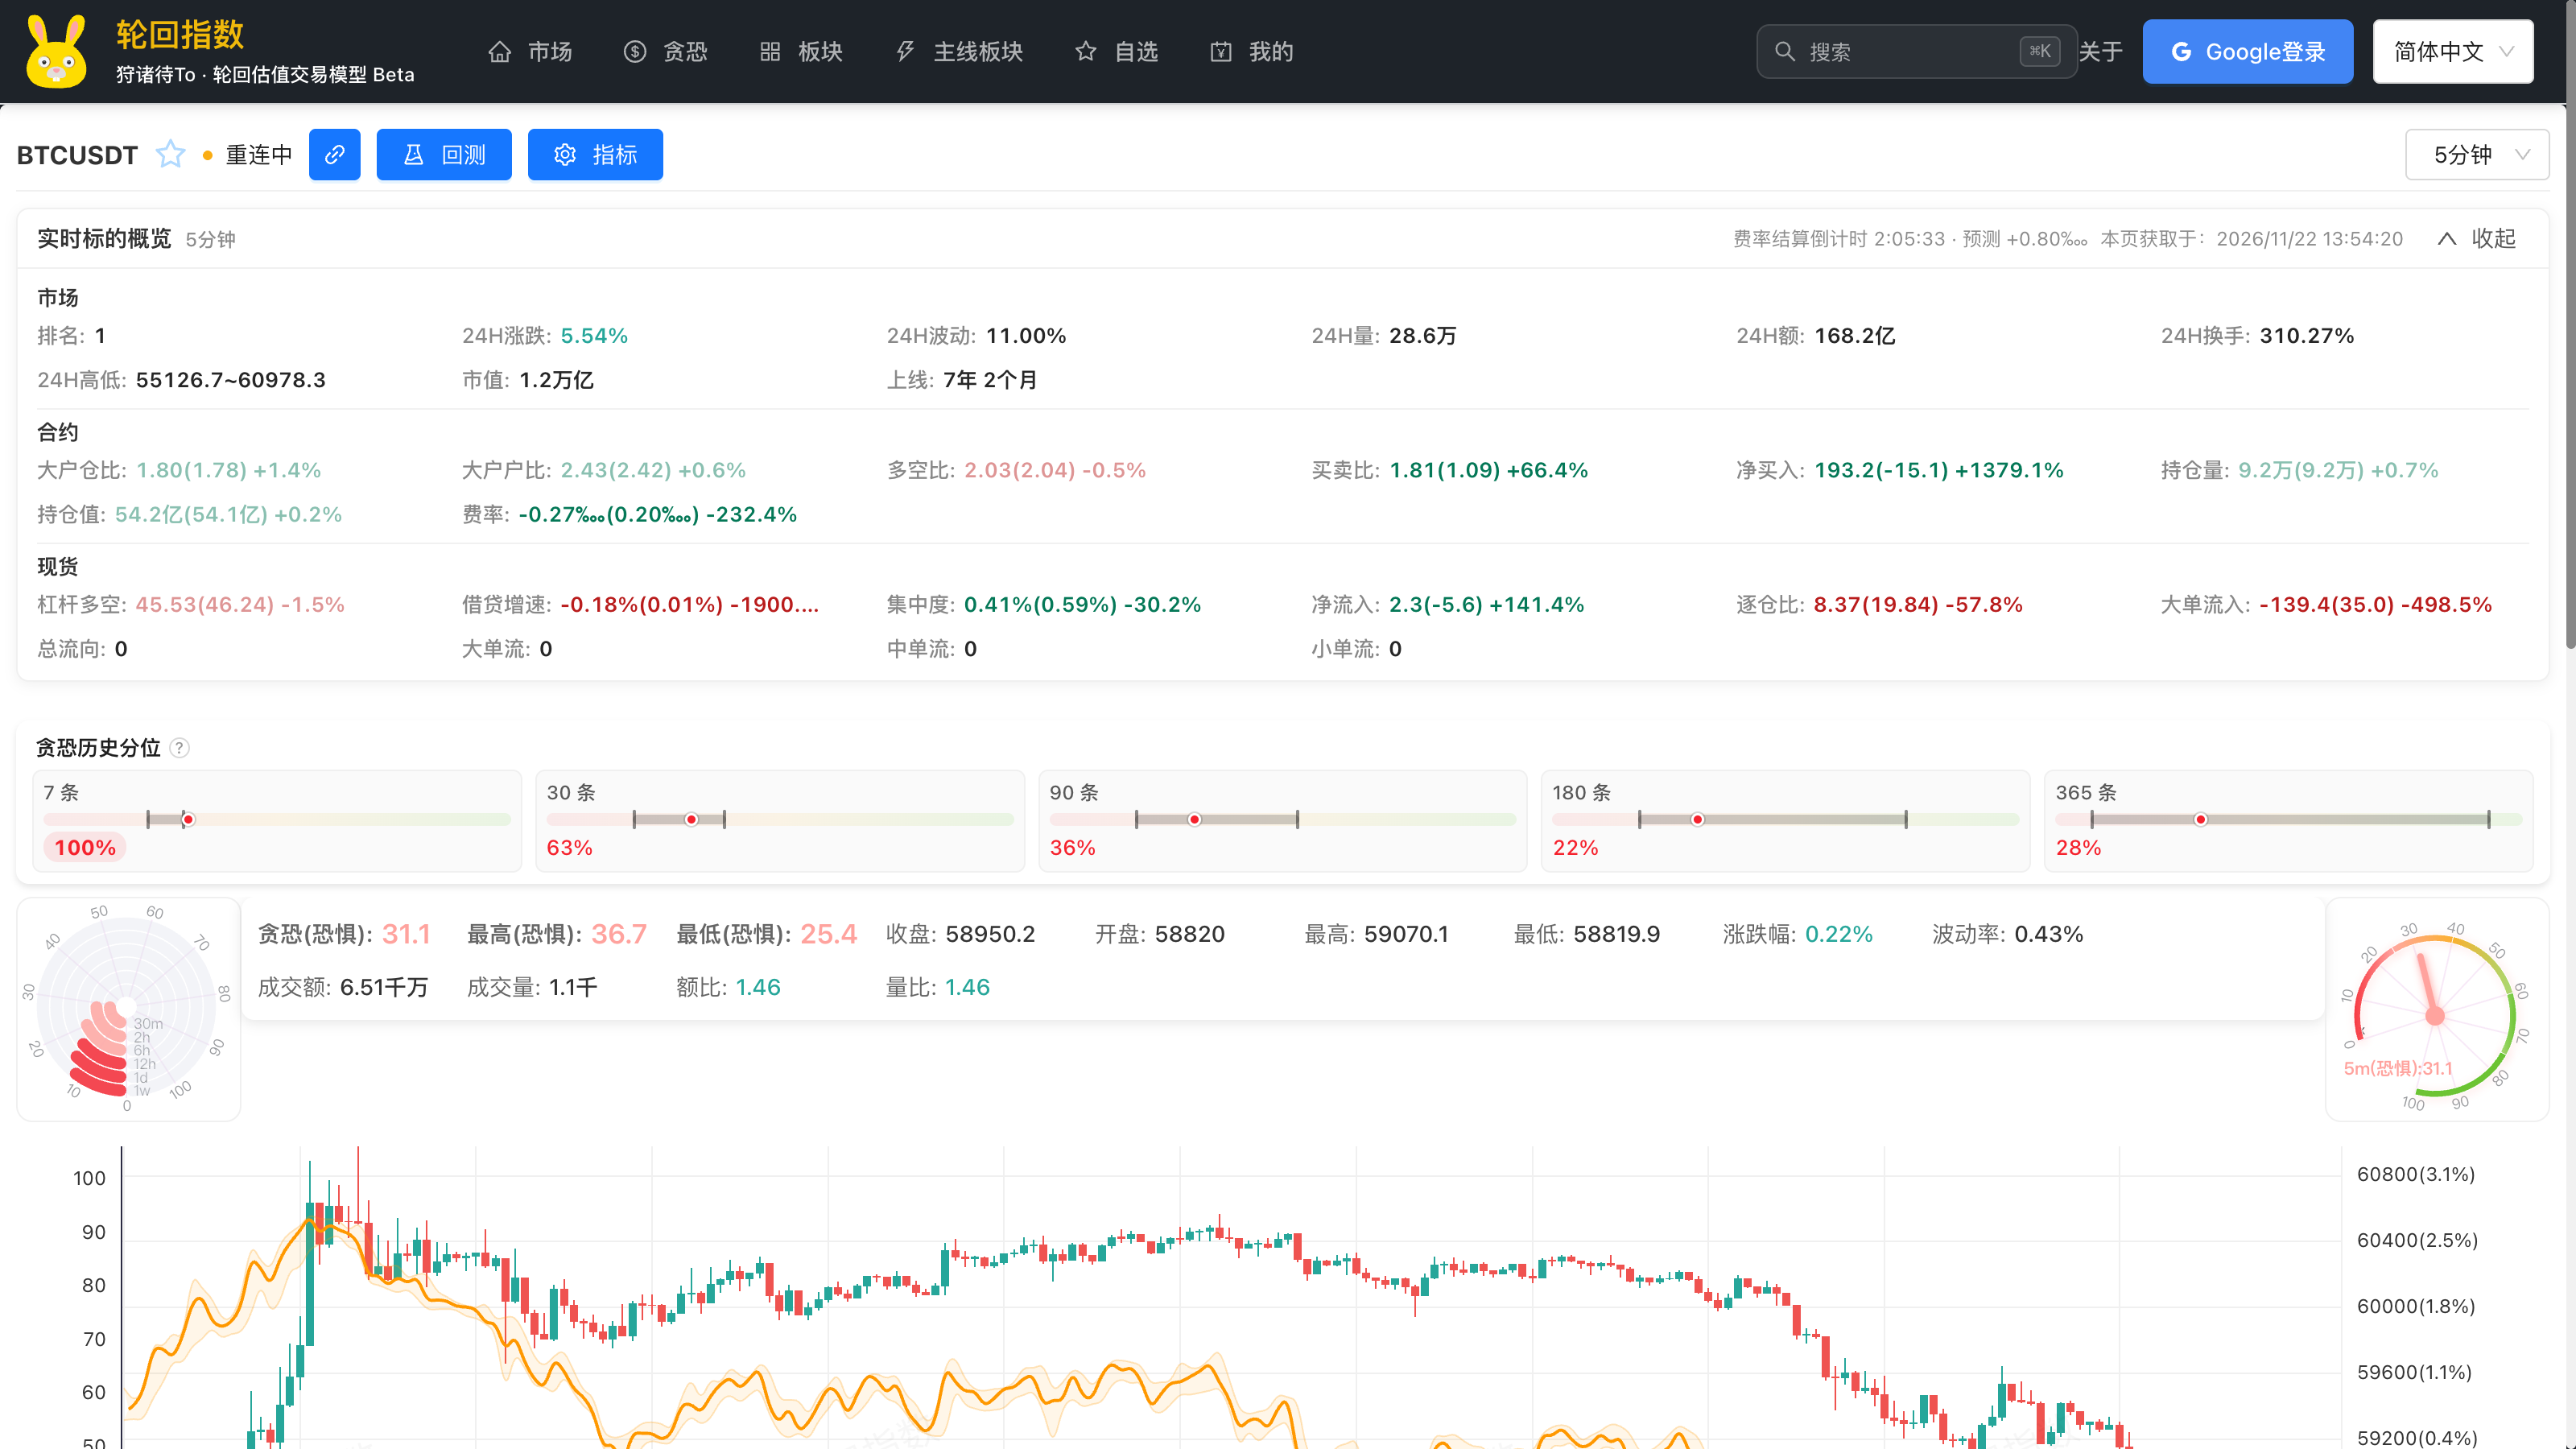 轮回指数
狩诸待To · 轮回估值交易模型 Beta
市场 贪恐 板块 主线板块 自选 我的
搜索 ⌘K 关于 Google登录 简体中文
BTCUSDT 重连中 回测 指标 5分钟
实时标的概览 5分钟 费率结算倒计时 2:05:33 · 预测 +0.80‱ 本页获取于: 2026/11/22 13:54:20 收起
市场
排名: 1 24H涨跌: 5.54% 24H波动: 11.00% 24H量: 28.6万 24H额: 168.2亿 24H换手: 310.27%
24H高低: 55126.7~60978.3 市值: 1.2万亿 上线: 7年 2个月
合约
大户仓比: 1.80(1.78) +1.4% 大户户比: 2.43(2.42) +0.6% 多空比: 2.03(2.04) -0.5% 买卖比: 1.81(1.09) +66.4% 净买入: 193.2(-15.1) +1379.1% 持仓量: 9.2万(9.2万) +0.7%
持仓值: 54.2亿(54.1亿) +0.2% 费率: -0.27‱(0.20‱) -232.4%
现货
杠杆多空: 45.53(46.24) -1.5% 借贷增速: -0.18%(0.01%) -1900.... 集中度: 0.41%(0.59%) -30.2% 净流入: 2.3(-5.6) +141.4% 逐仓比: 8.37(19.84) -57.8% 大单流入: -139.4(35.0) -498.5%
总流向: 0 大单流: 0 中单流: 0 小单流: 0
贪恐历史分位 ?
7 条 30 条 90 条 180 条 365 条
100% 63% 36% 22% 28%
贪恐(恐惧): 31.1 最高(恐惧): 36.7 最低(恐惧): 25.4 收盘: 58950.2 开盘: 58820 最高: 59070.1 最低: 58819.9 涨跌幅: 0.22% 波动率: 0.43%
成交额: 6.51千万 成交量: 1.1千 额比: 1.46 量比: 1.46
0 10 20 30 40 50 60 70 80 90 100
30m
2h
6h
12h
1d
1w
0 10 20 30 40 50 60 70 80 90 100
5m(恐惧):31.1
100 60800(3.1%)
90 60400(2.5%)
80 60000(1.8%)
70
60 59600(1.1%)
50 59200(0.4%)